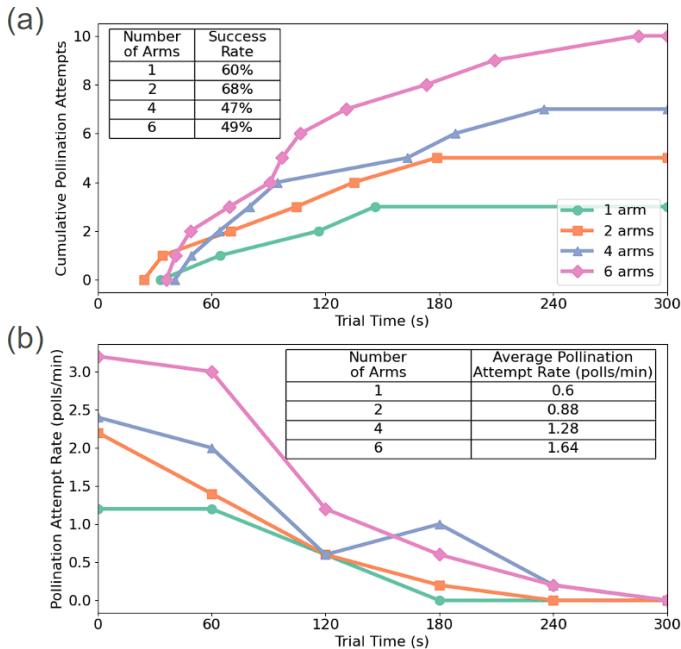 (a)
Number of Arms Success Rate
1 60%
2 68%
4 47%
6 49%
10
8
6
4
2
0
Cumulative Pollination Attempts
1 arm
2 arms
4 arms
6 arms
0 60 120 180 240 300
Trial Time (s)
(b)
Number of Arms Average Pollination Attempt Rate (polls/min)
1 0.6
2 0.88
4 1.28
6 1.64
3.0
2.5
2.0
1.5
1.0
0.5
0.0
Pollination Attempt Rate (polls/min)
0 60 120 180 240 300
Trial Time (s)